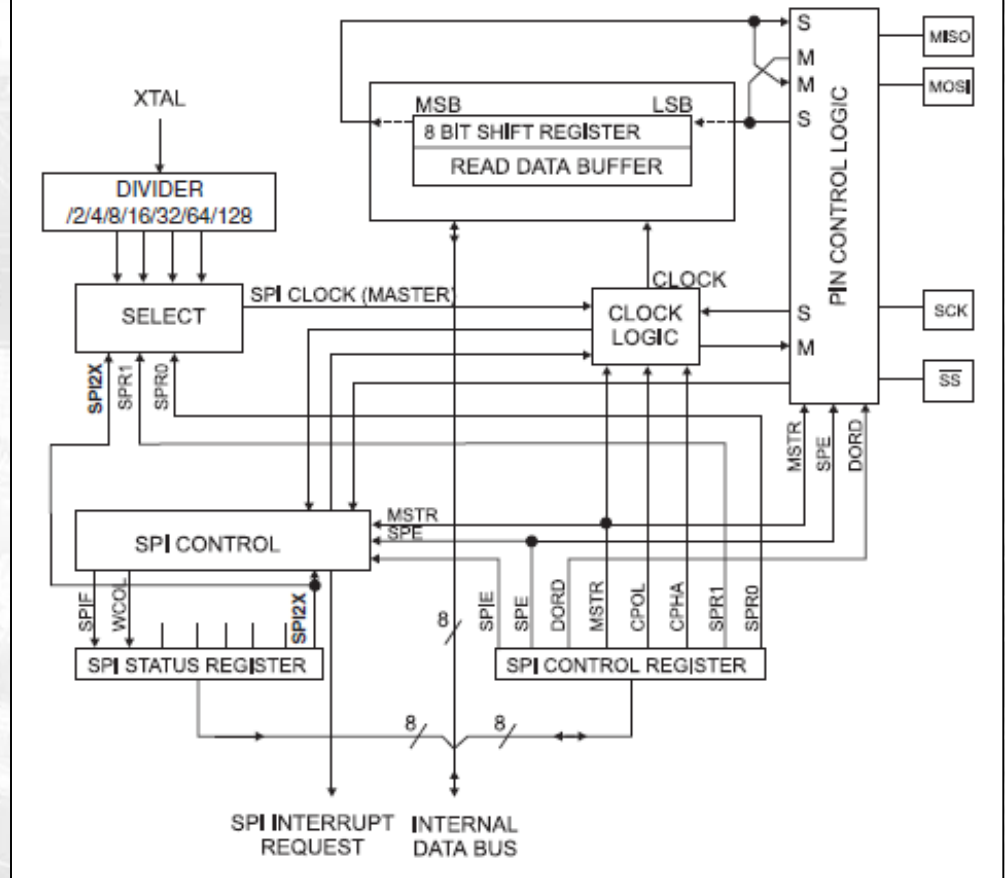 S
MISO
M
M
MOSI
S
XTAL
MSB
LSB
8 BIT SHIFT REGISTER
READ DATA BUFFER
DIVIDER
/2/4/8/16/32/64/128
PIN CONTROL LOGIC
SPI CLOCK (MASTER)
CLOCK
SELECT
CLOCK
LOGIC
S
M
SCK
SS
SPI2X
SPR1
SPR0
MSTR
SPE
DORD
MSTR
SPE
SPI CONTROL
SPIF
WCOL
SPI2X
8
SPIE
SPE
DORD
MSTR
CPOL
CPHA
SPR1
SPR0
SPI STATUS REGISTER
SPI CONTROL REGISTER
8
8
SPI INTERRUPT
REQUEST
INTERNAL
DATA BUS